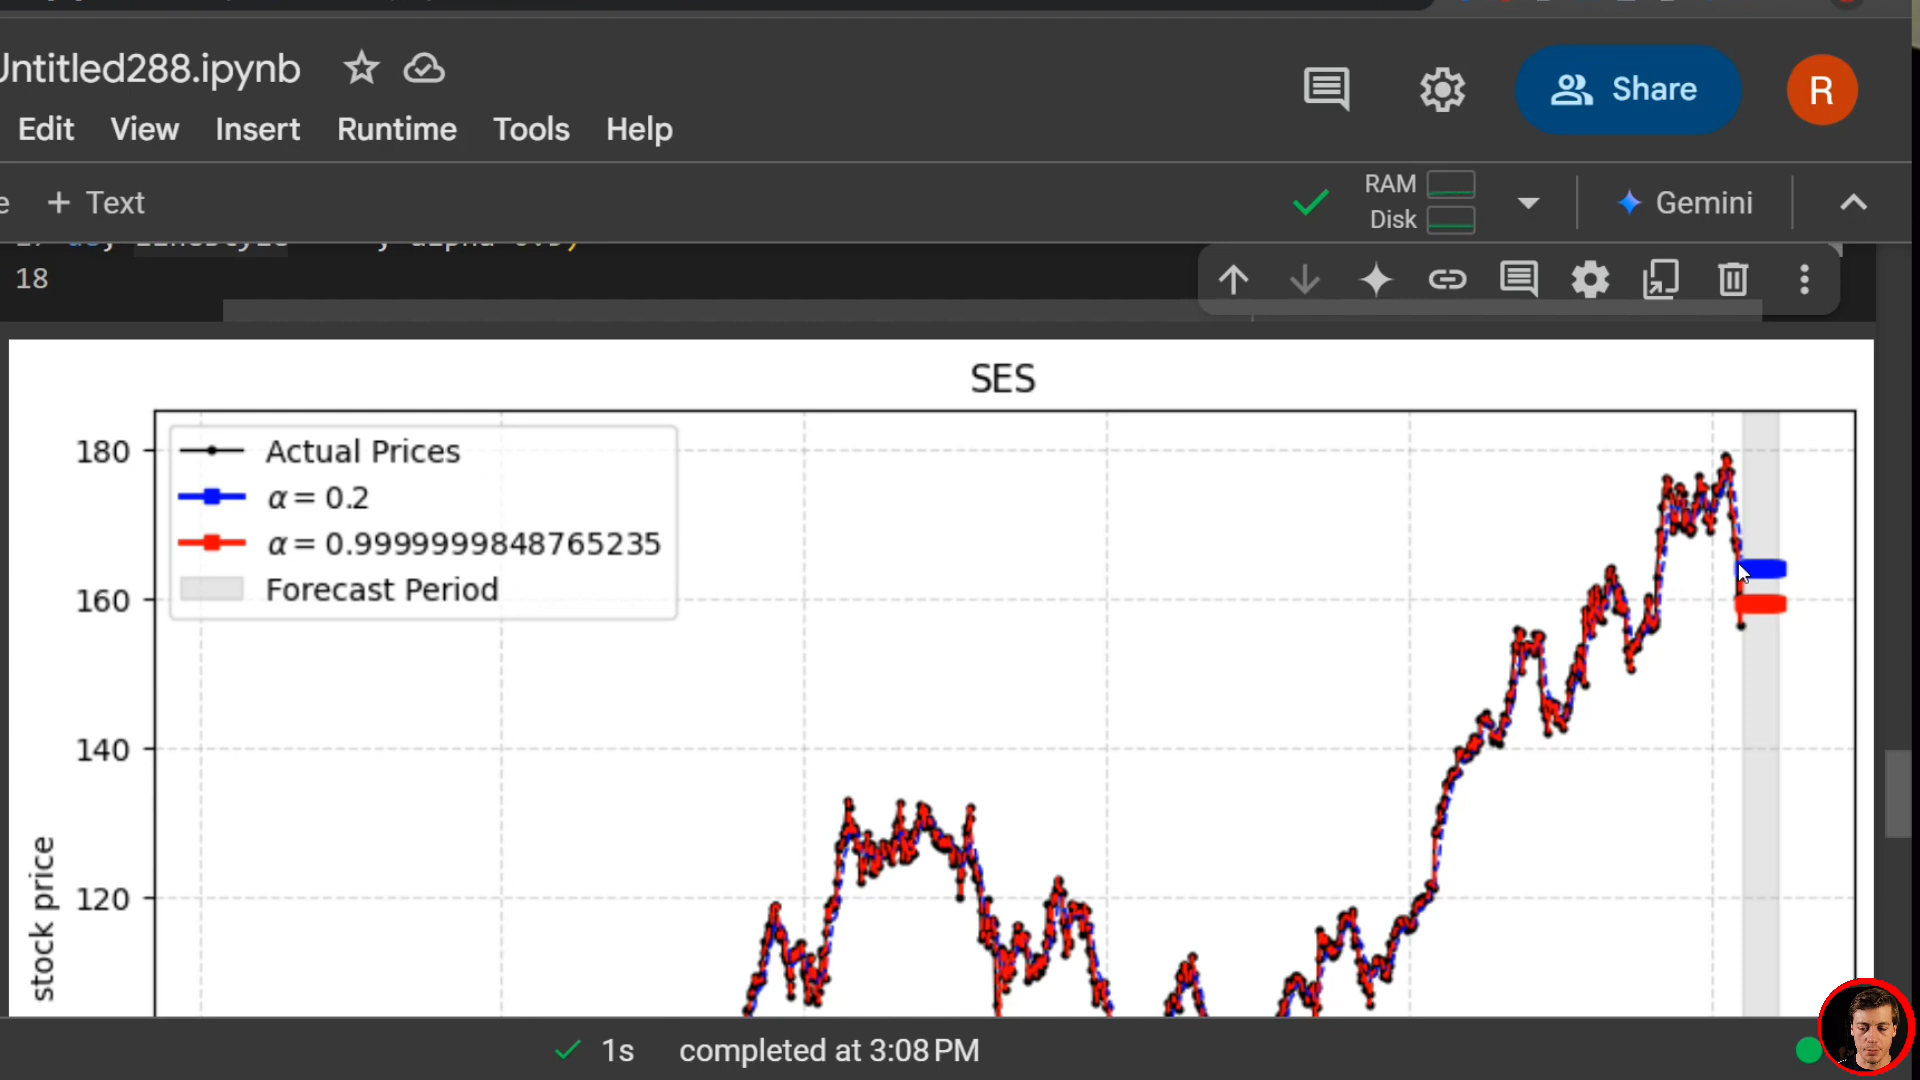 Untitled288.ipynb
Edit View Insert Runtime Tools Help
Share
R
+ Text
RAM
Disk
Gemini
18
SES
Actual Prices
α = 0.2
α = 0.9999999848765235
Forecast Period
180
160
140
120
stock price
1s completed at 3:08 PM